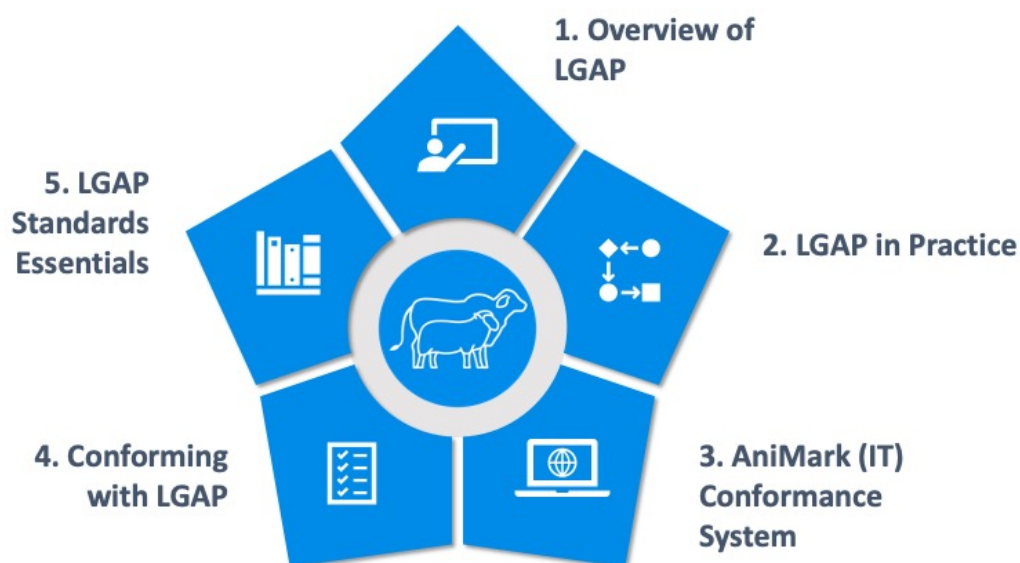 1. Overview of
LGAP
2. LGAP in Practice
3. AniMark (IT)
Conformance
System
4. Conforming
with LGAP
5. LGAP
Standards
Essentials